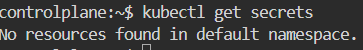 controlplane:~$ kubectl get secrets
No resources found in default namespace.